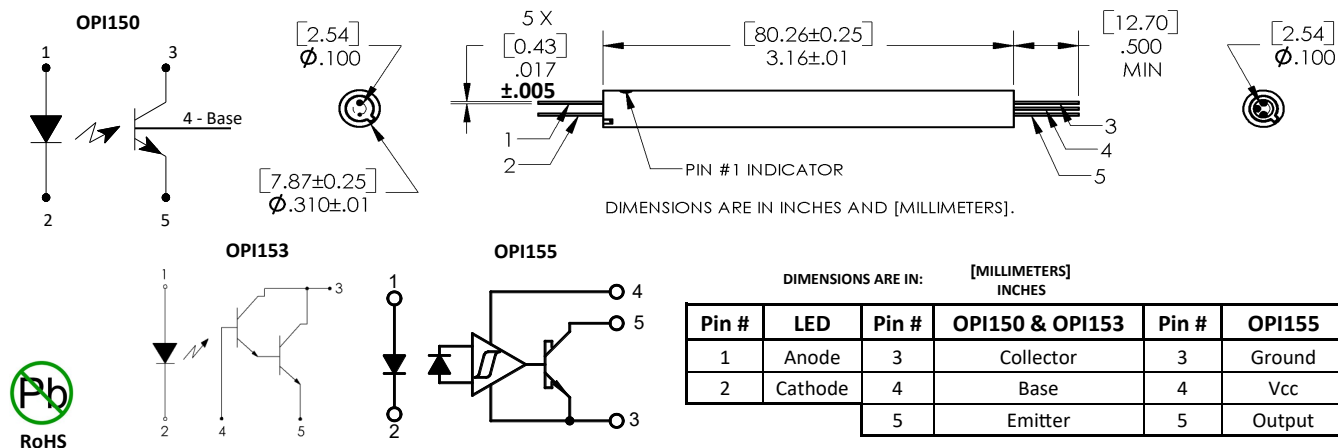 OPI150
1
3
4 - Base
2
5
[2.54]
Ø.100
[7.87±0.25]
Ø.310±.01
5 X
[0.43]
.017
±.005
[80.26±0.25]
3.16±.01
[12.70]
.500
MIN
[2.54]
Ø.100
1
2
PIN #1 INDICATOR
3
4
5
DIMENSIONS ARE IN INCHES AND [MILLIMETERS].
OPI153
1
3
2
4
5
OPI155
1
2
4
5
3
DIMENSIONS ARE IN: [MILLIMETERS]
INCHES
Pin # LED Pin # OPI150 & OPI153 Pin # OPI155
1 Anode 3 Collector 3 Ground
2 Cathode 4 Base 4 Vcc
5 Emitter 5 Output
Pb
RoHS